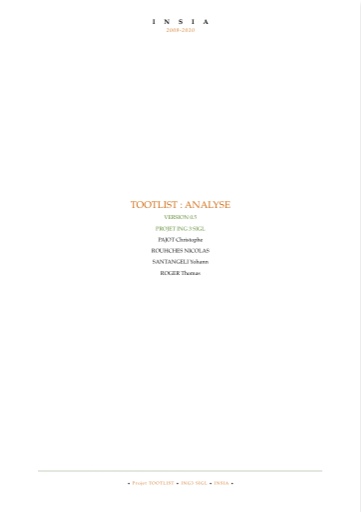 I N S I A
2009-2010
TOOTLIST : ANALYSE
VERSION 0.5
PROJET ING 3 SIGL
PAJOT Christophe
ROUSCHES NICOLAS
SANTANGELI Yohann
ROGER Thomas
• Projet TOOTLIST • ING3 SIGL • INSIA •